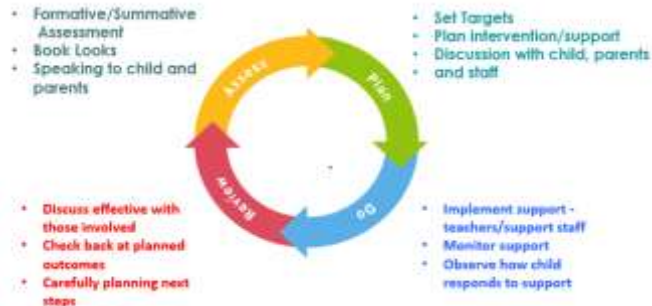 • Formative/Summative
Assessment
• Book Looks
• Speaking to child and
parents
• Set Targets
• Plan intervention/support
• Discussion with child, parents
• and staff
Assess
Plan
Review
Do
• Discuss effective with
those involved
• Check back at planned
outcomes
• Carefully planning next
steps
• Implement support -
teachers/support staff
• Monitor support
• Observe how child
responds to support